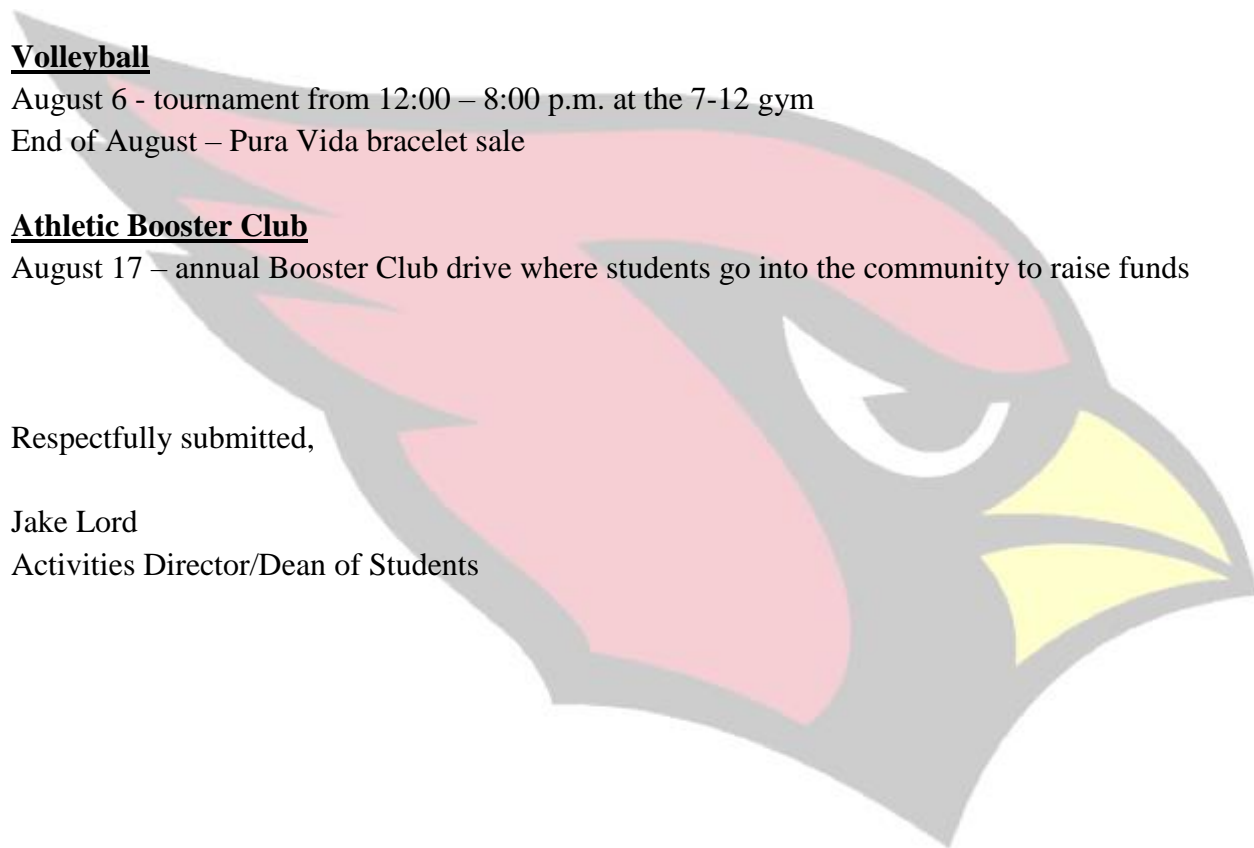 Volleyball
August 6 - tournament from 12:00 – 8:00 p.m. at the 7-12 gym
End of August – Pura Vida bracelet sale
Athletic Booster Club
August 17 – annual Booster Club drive where students go into the community to raise funds
Respectfully submitted,
Jake Lord
Activities Director/Dean of Students